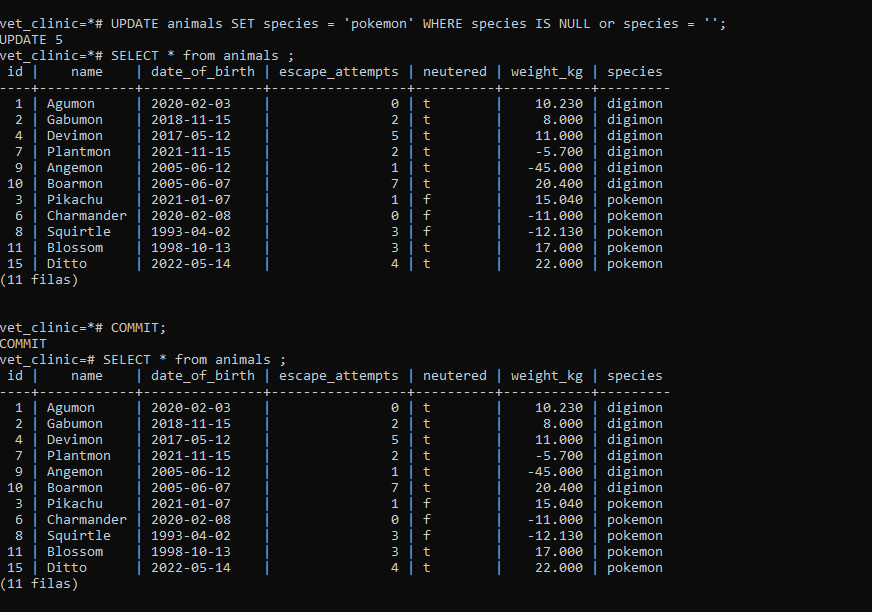 vet_clinic=*# UPDATE animals SET species = 'pokemon' WHERE species IS NULL or species = '';
UPDATE 5
vet_clinic=*# SELECT * from animals ;
 id |    name    | date_of_birth | escape_attempts | neutered | weight_kg | species
----+------------+---------------+-----------------+----------+-----------+---------
  1 | Agumon     | 2020-02-03    |               0 | t        |    10.230 | digimon
  2 | Gabumon    | 2018-11-15    |               2 | t        |     8.000 | digimon
  4 | Devimon    | 2017-05-12    |               5 | t        |    11.000 | digimon
  7 | Plantmon   | 2021-11-15    |               2 | t        |    -5.700 | digimon
  9 | Angemon    | 2005-06-12    |               1 | t        |   -45.000 | digimon
 10 | Boarmon    | 2005-06-07    |               7 | t        |    20.400 | digimon
  3 | Pikachu    | 2021-01-07    |               1 | f        |    15.040 | pokemon
  6 | Charmander | 2020-02-08    |               0 | f        |   -11.000 | pokemon
  8 | Squirtle   | 1993-04-02    |               3 | f        |   -12.130 | pokemon
 11 | Blossom    | 1998-10-13    |               3 | t        |    17.000 | pokemon
 15 | Ditto      | 2022-05-14    |               4 | t        |    22.000 | pokemon
(11 filas)
vet_clinic=*# COMMIT;
COMMIT
vet_clinic=# SELECT * from animals ;
 id |    name    | date_of_birth | escape_attempts | neutered | weight_kg | species
----+------------+---------------+-----------------+----------+-----------+---------
  1 | Agumon     | 2020-02-03    |               0 | t        |    10.230 | digimon
  2 | Gabumon    | 2018-11-15    |               2 | t        |     8.000 | digimon
  4 | Devimon    | 2017-05-12    |               5 | t        |    11.000 | digimon
  7 | Plantmon   | 2021-11-15    |               2 | t        |    -5.700 | digimon
  9 | Angemon    | 2005-06-12    |               1 | t        |   -45.000 | digimon
 10 | Boarmon    | 2005-06-07    |               7 | t        |    20.400 | digimon
  3 | Pikachu    | 2021-01-07    |               1 | f        |    15.040 | pokemon
  6 | Charmander | 2020-02-08    |               0 | f        |   -11.000 | pokemon
  8 | Squirtle   | 1993-04-02    |               3 | f        |   -12.130 | pokemon
 11 | Blossom    | 1998-10-13    |               3 | t        |    17.000 | pokemon
 15 | Ditto      | 2022-05-14    |               4 | t        |    22.000 | pokemon
(11 filas)